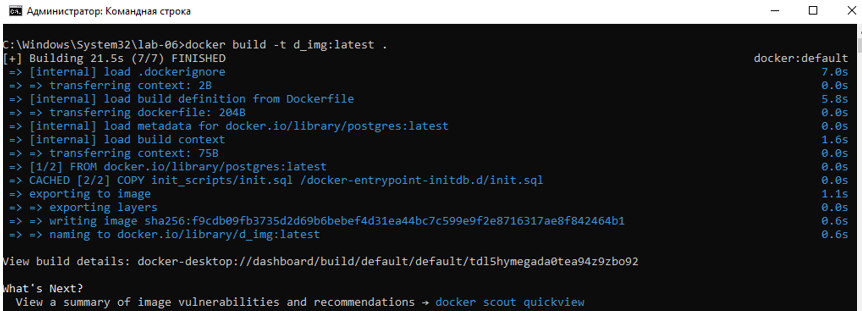 Администратор: Командная строка
C:\Windows\System32\lab-06>docker build -t d_img:latest .
[+] Building 21.5s (7/7) FINISHED docker:default
=> [internal] load .dockerignore 7.0s
=> => transferring context: 2B 0.0s
=> [internal] load build definition from Dockerfile 5.8s
=> => transferring dockerfile: 204B 0.0s
=> [internal] load metadata for docker.io/library/postgres:latest 0.0s
=> [internal] load build context 1.6s
=> => transferring context: 75B 0.0s
=> [1/2] FROM docker.io/library/postgres:latest 0.0s
=> CACHED [2/2] COPY init_scripts/init.sql /docker-entrypoint-initdb.d/init.sql 0.0s
=> exporting to image 1.1s
=> => exporting layers 0.0s
=> => writing image sha256:f9cdb09fb3735d2d69b6bebef4d31ea44bc7c599e9f2e8716317ae8f842464b1 0.6s
=> => naming to docker.io/library/d_img:latest 0.6s
View build details: docker-desktop://dashboard/build/default/default/tdl5hymegada0tea94z9zbo92
What's Next?
View a summary of image vulnerabilities and recommendations → docker scout quickview